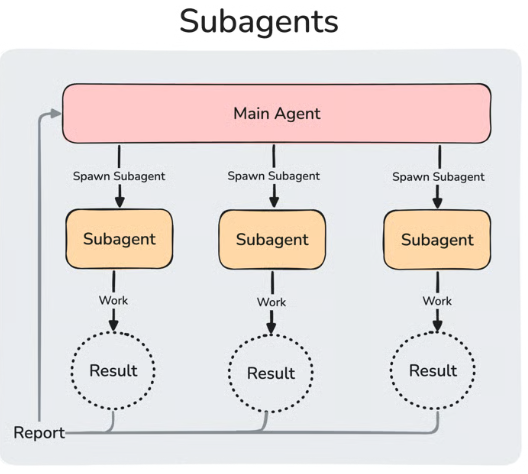 Subagents
Main Agent
Spawn Subagent
Spawn Subagent
Spawn Subagent
Subagent
Subagent
Subagent
Work
Work
Work
Result
Result
Result
Report